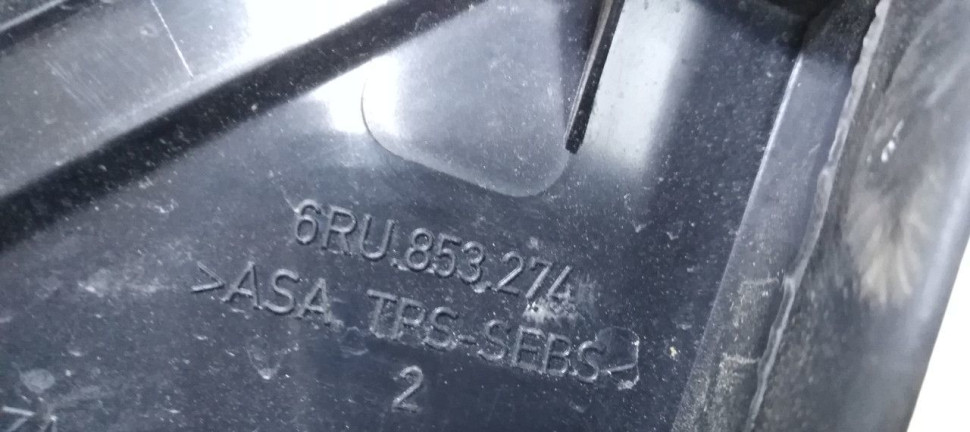 6RU.853.274
>ASA, TPS-SEBS<
2